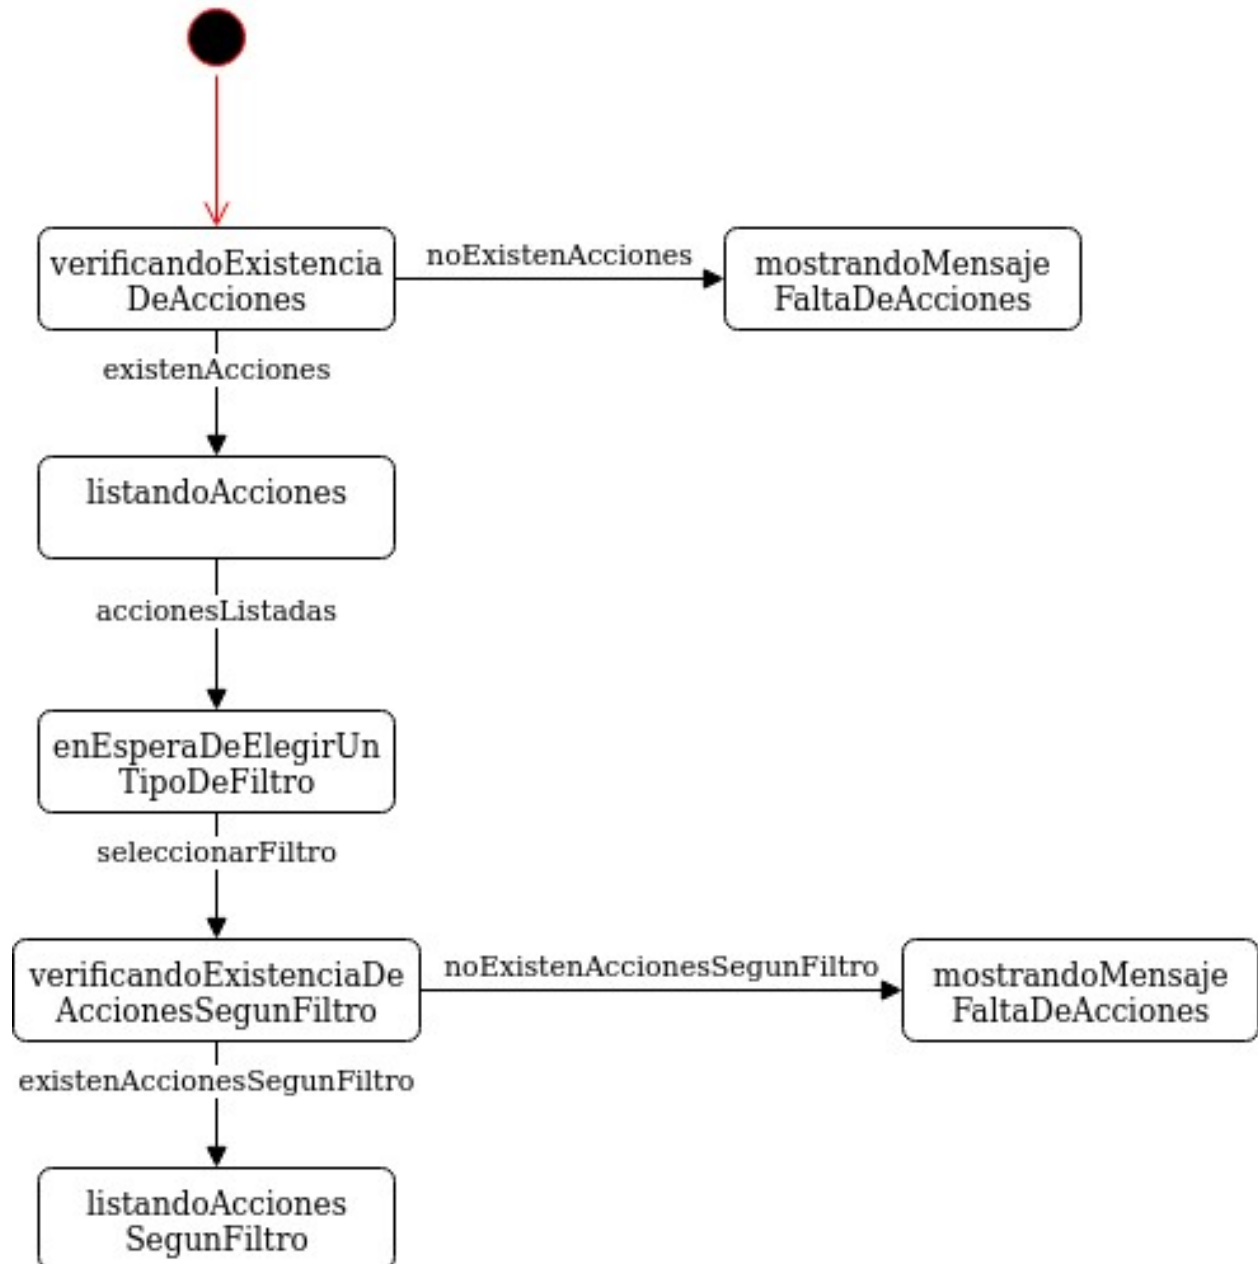 verificandoExistencia
DeAcciones
noExistenAcciones
mostrandoMensaje
FaltaDeAcciones
existenAcciones
listandoAcciones
accionesListadas
enEsperaDeElegirUn
TipoDeFiltro
seleccionarFiltro
verificandoExistenciaDe
AccionesSegunFiltro
noExistenAccionesSegunFiltro
mostrandoMensaje
FaltaDeAcciones
existenAccionesSegunFiltro
listandoAcciones
SegunFiltro